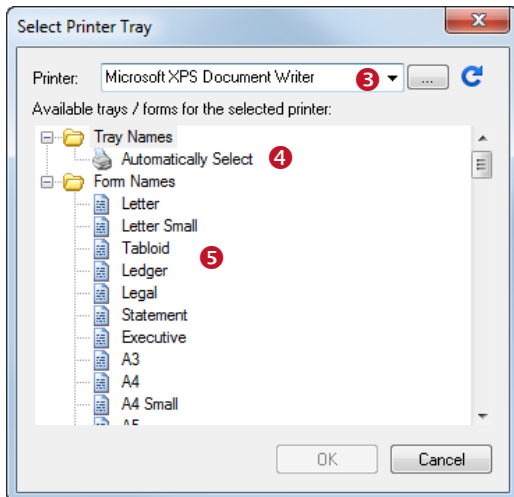 Select Printer Tray
X
Printer: Microsoft XPS Document Writer 3 ...
Available trays / forms for the selected printer:
Tray Names
Automatically Select 4
Form Names
Letter
Letter Small
Tabloid
5
Ledger
Legal
Statement
Executive
A3
A4
A4 Small
A5
OK Cancel